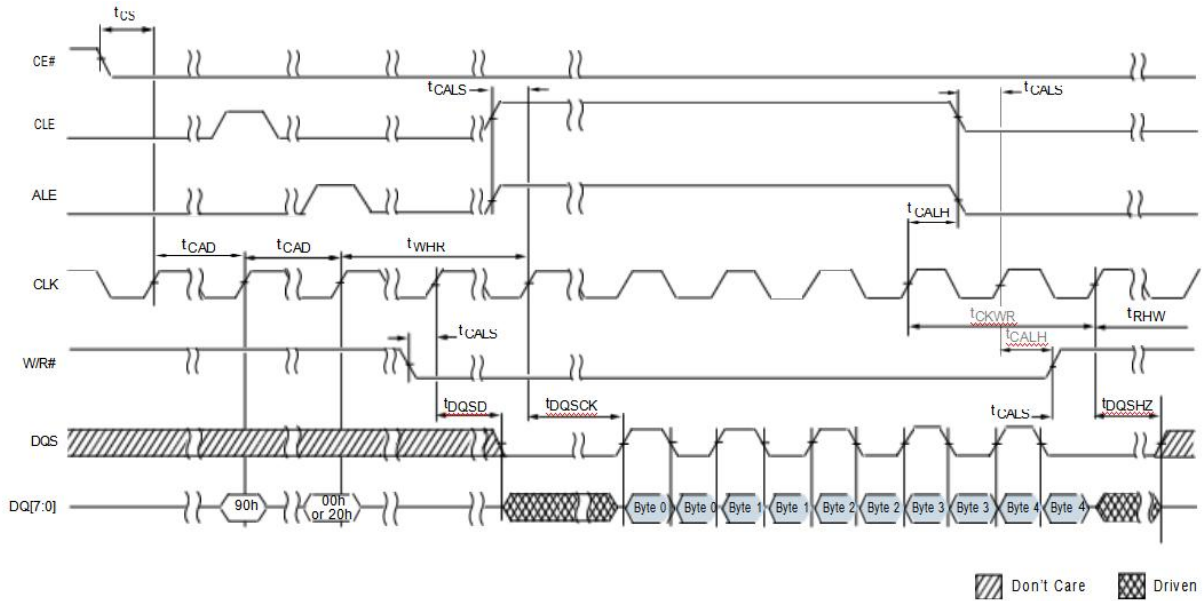 tCS
CE#
tCALS
tCALS
CLE
ALE
tCALH
tCAD
tCAD
tWHR
CLK
tCKWR
tRHW
tCALS
tCALH
W/R#
tDQSD
tDQSCK
tCALS
tDQSHZ
DQS
DQ[7:0]
90h
00h
or 20h
Byte 0
Byte 0
Byte 1
Byte 1
Byte 2
Byte 2
Byte 3
Byte 3
Byte 4
Byte 4
Don't Care
Driven